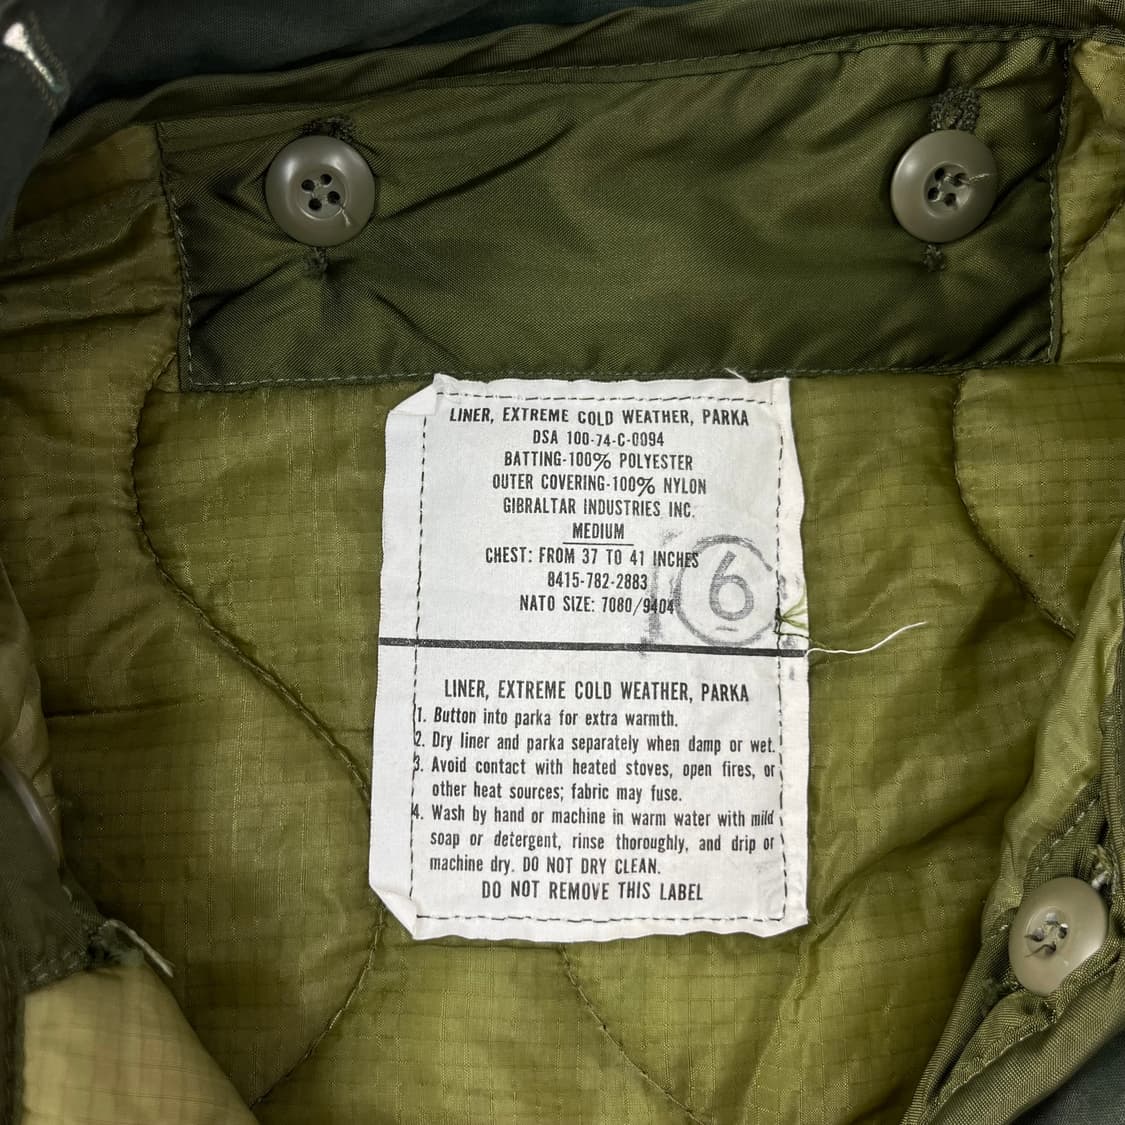 LINER, EXTREME COLD WEATHER, PARKA
DSA 100-74-C-0094
BATTING-100% POLYESTER
OUTER COVERING-100% NYLON
GIBRALTAR INDUSTRIES INC.
MEDIUM
CHEST: FROM 37 TO 41 INCHES
8415-782-2883
NATO SIZE: 7080/9404
6
LINER, EXTREME COLD WEATHER, PARKA
1. Button into parka for extra warmth.
2. Dry liner and parka separately when damp or wet.
3. Avoid contact with heated stoves, open fires, or
other heat sources; fabric may fuse.
4. Wash by hand or machine in warm water with mild
soap or detergent, rinse thoroughly, and drip or
machine dry. DO NOT DRY CLEAN.
DO NOT REMOVE THIS LABEL